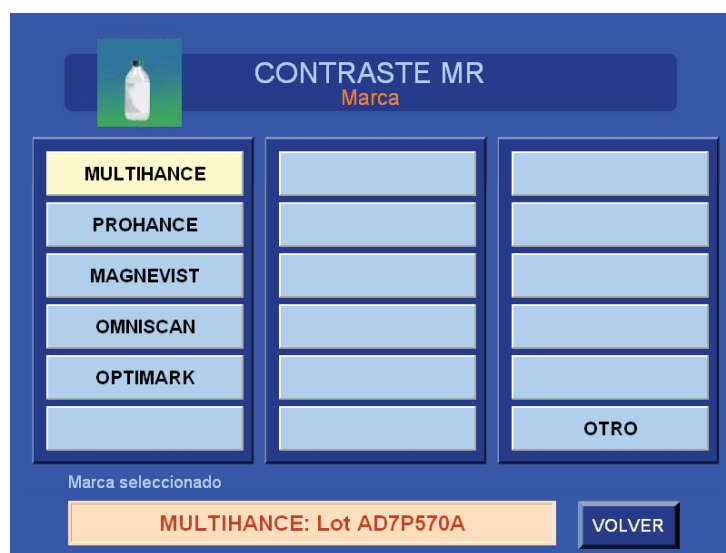 CONTRASTE MR
Marca
MULTIHANCE
PROHANCE
MAGNEVIST
OMNISCAN
OPTIMARK
OTRO
Marca seleccionado
MULTIHANCE: Lot AD7P570A
VOLVER